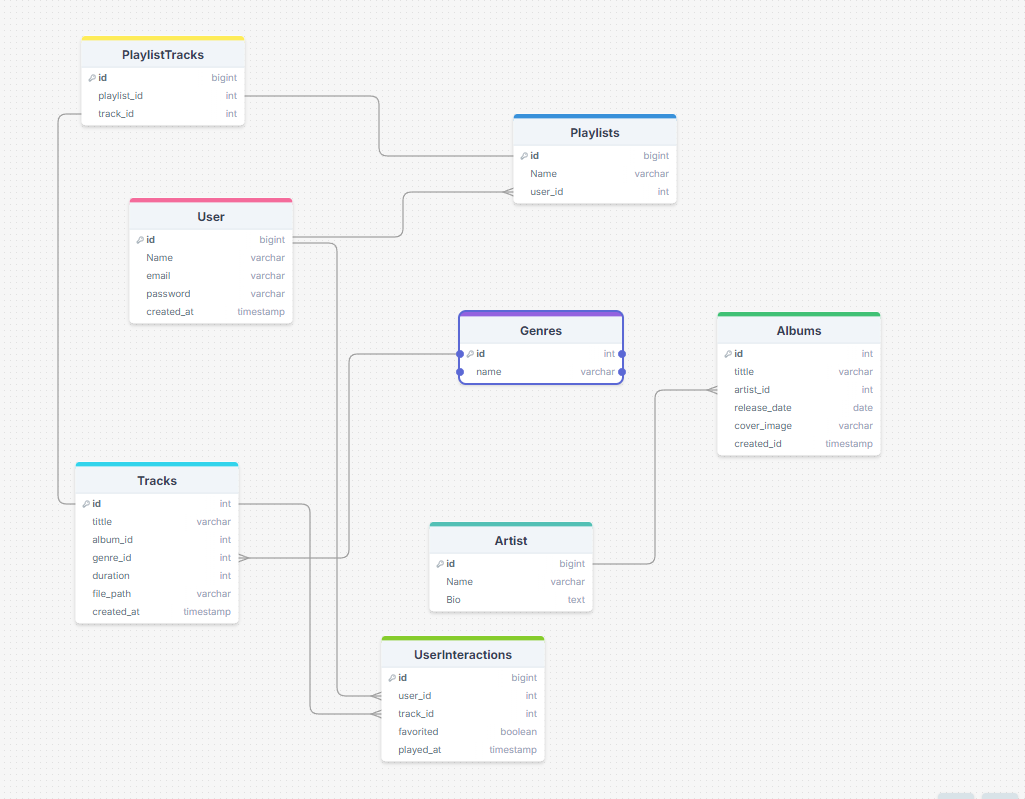 PlaylistTracks
id bigint
playlist_id int
track_id int
Playlists
id bigint
Name varchar
user_id int
User
id bigint
Name varchar
email varchar
password varchar
created_at timestamp
Genres
id int
name varchar
Albums
id int
tittle varchar
artist_id int
release_date date
cover_image varchar
created_id timestamp
Tracks
id int
tittle varchar
album_id int
genre_id int
duration int
file_path varchar
created_at timestamp
Artist
id bigint
Name varchar
Bio text
UserInteractions
id bigint
user_id int
track_id int
favorited boolean
played_at timestamp